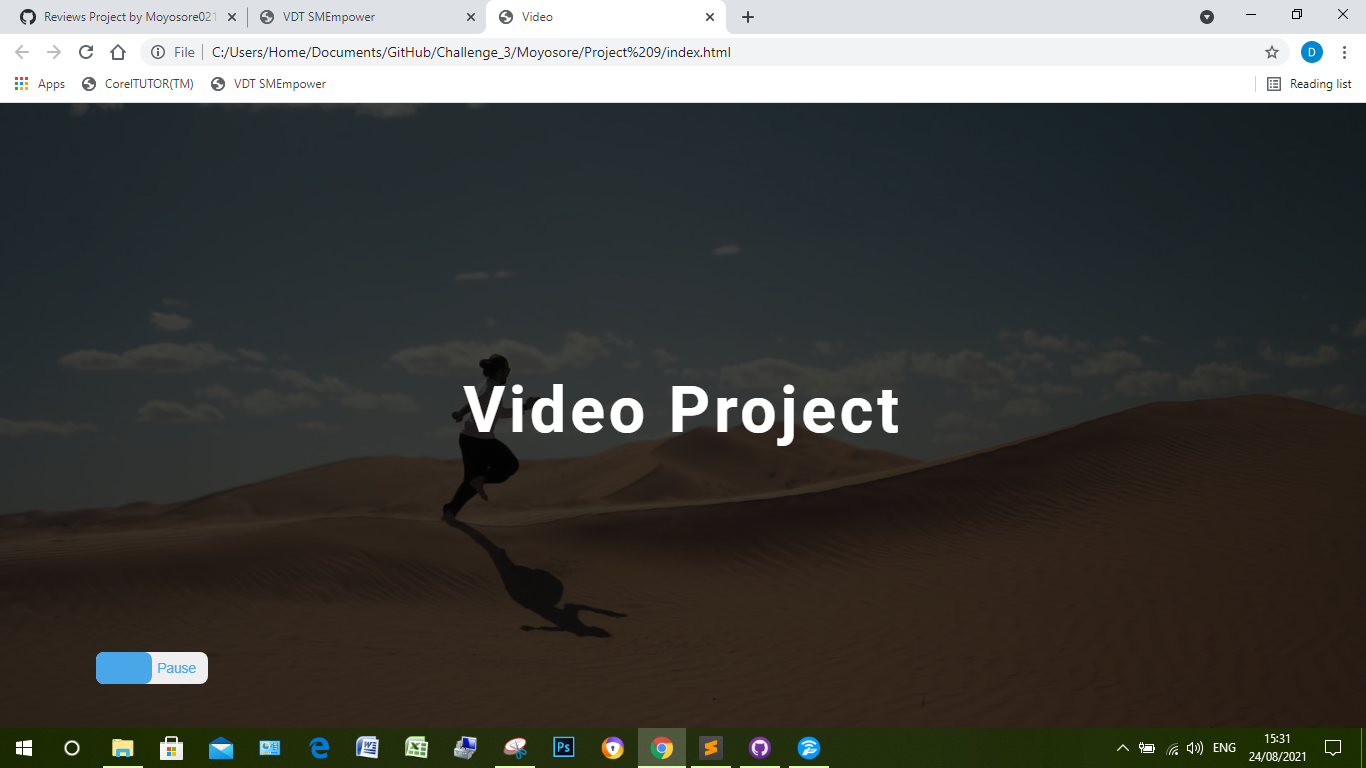 Reviews Project by Moyosore021
VDT SMEmpower
Video
File
C:/Users/Home/Documents/GitHub/Challenge_3/Moyosore/Project%209/index.html
D
Apps
CorelTUTOR(TM)
VDT SMEmpower
Reading list
Video Project
Pause
Ps
ENG
15:31
24/08/2021